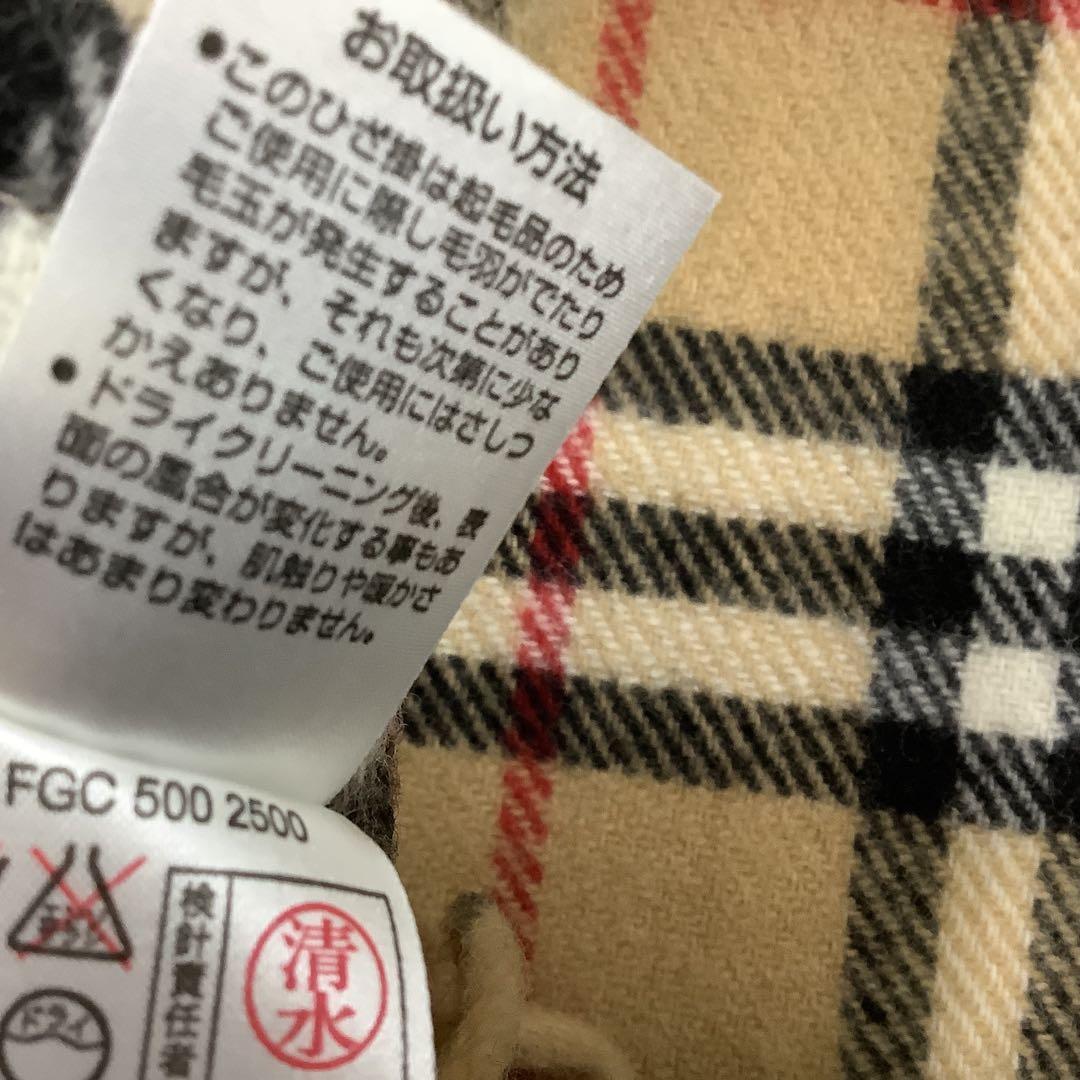 お取扱い方法
●このひざ掛は起毛品のため
ご使用に際し毛羽がでたり
毛玉が発生することがあり
ますが、それも次第に少な
くなり、ご使用にはさしつ
かえありません。
●ドライクリーニング後、表
面の風合が変化する事もあ
りますが、肌触りや暖かさ
はあまり変わりません。
FGC 500 2500
ドライ
検計責任者
清水